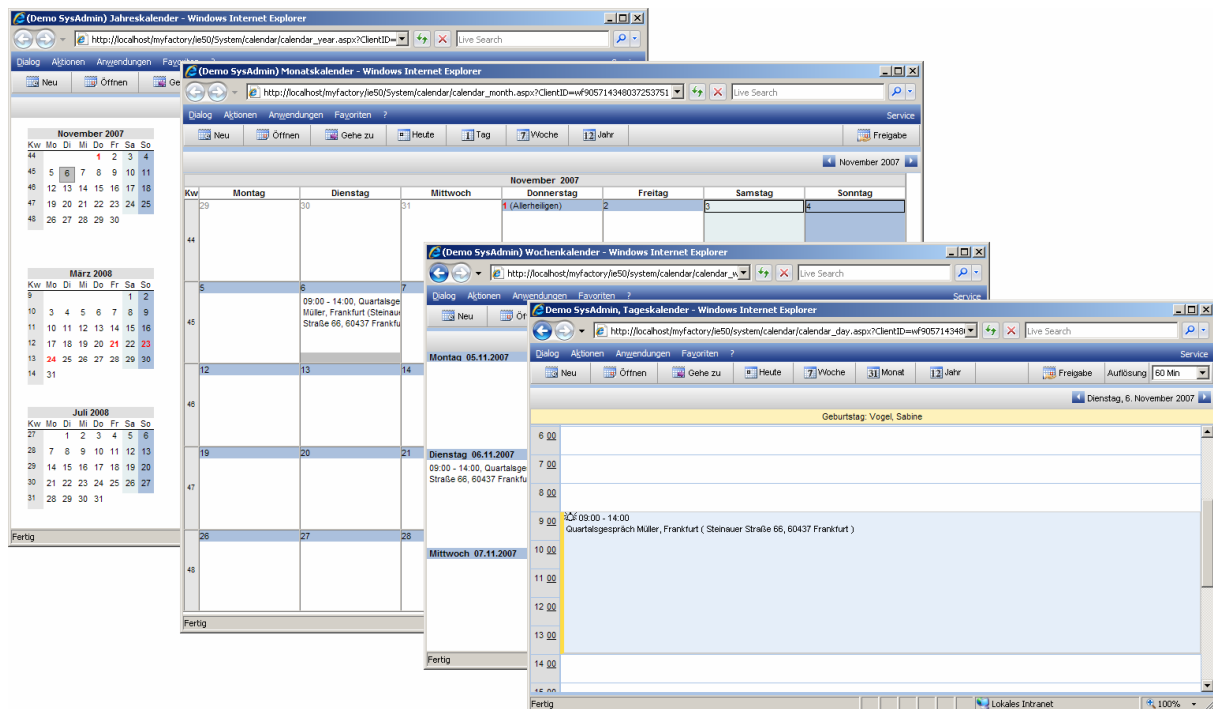 (Demo SysAdmin) Jahreskalender - Windows Internet Explorer
http://localhost/myfactory/ie50/System/calendar/calendar_year.aspx?ClientID=
Live Search
Dialog Aktionen Anwendungen
Neu Öffnen
November 2007
Kw Mo Di Mi Do Fr Sa So
44 1 2 3 4
45 5 6 7 8 9 10 11
46 12 13 14 15 16 17 18
47 19 20 21 22 23 24 25
48 26 27 28 29 30
März 2008
Kw Mo Di Mi Do Fr Sa So
9 1 2
10 3 4 5 6 7 8 9
11 10 11 12 13 14 15 16
12 17 18 19 20 21 22 23
13 24 25 26 27 28 29 30
14 31
Juli 2008
Kw Mo Di Mi Do Fr Sa So
27 1 2 3 4 5 6
28 7 8 9 10 11 12 13
29 14 15 16 17 18 19 20
30 21 22 23 24 25 26 27
31 28 29 30 31
Fertig
(Demo SysAdmin) Monatskalender - Windows Internet Explorer
http://localhost/myfactory/ie50/System/calendar/calendar_month.aspx?ClientID=wf905714348037253751
Live Search
Dialog Aktionen Anwendungen Favoriten ? Service
Neu Öffnen Gehe zu Heute 1 Tag 7 Woche 12 Jahr Freigabe
November 2007
November 2007
Kw Montag Dienstag Mittwoch Donnerstag Freitag Samstag Sonntag
29 30 31 1 (Allerheiligen) 2 3 4
44
5 6 7
09:00 - 14:00, Quartalsge
Müller, Frankfurt (Steinau
Straße 66, 60437 Frankfu
45
12 13 14
46
19 20 21
47
26 27 28
48
Fertig
(Demo SysAdmin) Wochenkalender - Windows Internet Explorer
http://localhost/myfactory/ie50/system/calendar/calendar_w
Live Search
Dialog Aktionen Anwendungen Favoriten ? Service
Neu
Montag 05.11.2007
Dienstag 06.11.2007
09:00 - 14:00, Quartalsge
Straße 66, 60437 Frankfu
Mittwoch 07.11.2007
Fertig
Demo SysAdmin, Tageskalender - Windows Internet Explorer
http://localhost/myfactory/ie50/system/calendar/calendar_day.aspx?ClientID=wf905714348
Live Search
Dialog Aktionen Anwendungen Favoriten ? Service
Neu Öffnen Gehe zu Heute 7 Woche 31 Monat 12 Jahr Freigabe Auflösung 60 Min
Dienstag, 6. November 2007
Geburtstag: Vogel, Sabine
6 00
7 00
8 00
9 00 09:00 - 14:00
Quartalsgespräch Müller, Frankfurt ( Steinauer Straße 66, 60437 Frankfurt )
10 00
11 00
12 00
13 00
14 00
15 00
Fertig Lokales Intranet 100%